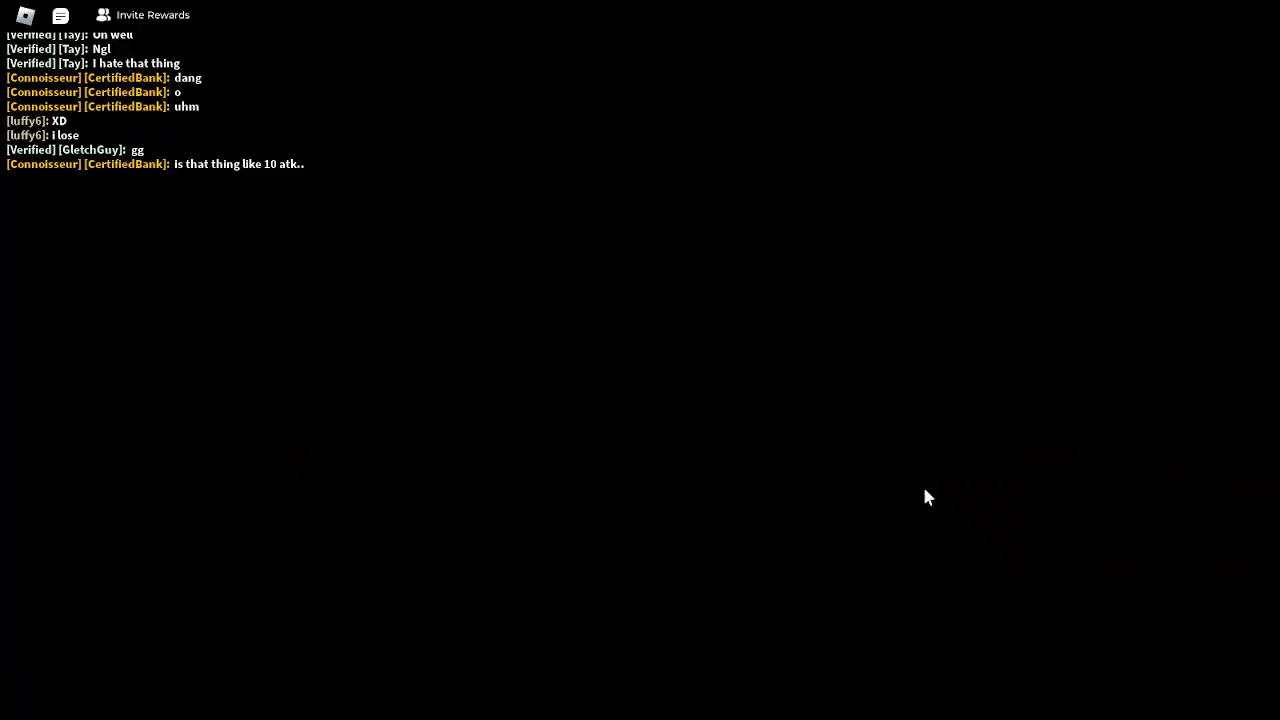 Invite Rewards
[Verified] [Tay]: Oh well
[Verified] [Tay]: Ngl
[Verified] [Tay]: I hate that thing
[Connoisseur] [CertifiedBank]: dang
[Connoisseur] [CertifiedBank]: o
[Connoisseur] [CertifiedBank]: uhm
[luffy6]: XD
[luffy6]: i lose
[Verified] [GletchGuy]: gg
[Connoisseur] [CertifiedBank]: is that thing like 10 atk..